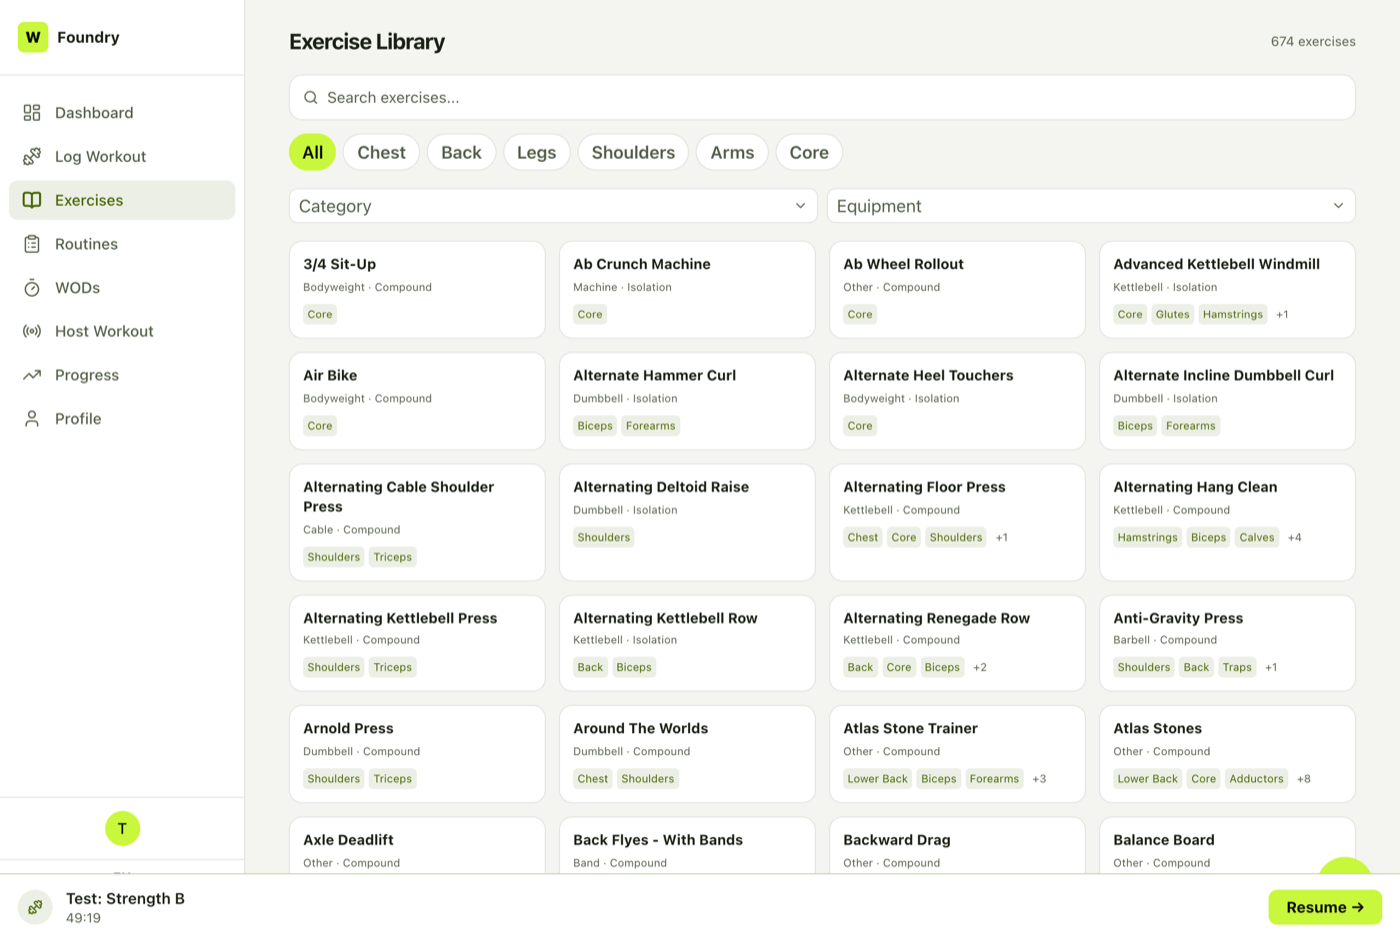 W Foundry
Dashboard
Log Workout
Exercises
Routines
WODs
Host Workout
Progress
Profile
T
Exercise Library
674 exercises
Search exercises...
All Chest Back Legs Shoulders Arms Core
Category
Equipment
3/4 Sit-Up
Bodyweight · Compound
Core
Ab Crunch Machine
Machine · Isolation
Core
Ab Wheel Rollout
Other · Compound
Core
Advanced Kettlebell Windmill
Kettlebell · Isolation
Core Glutes Hamstrings +1
Air Bike
Bodyweight · Compound
Core
Alternate Hammer Curl
Dumbbell · Isolation
Biceps Forearms
Alternate Heel Touchers
Bodyweight · Isolation
Core
Alternate Incline Dumbbell Curl
Dumbbell · Isolation
Biceps Forearms
Alternating Cable Shoulder
Press
Cable · Compound
Shoulders Triceps
Alternating Deltoid Raise
Dumbbell · Isolation
Shoulders
Alternating Floor Press
Kettlebell · Compound
Chest Core Shoulders +1
Alternating Hang Clean
Kettlebell · Compound
Hamstrings Biceps Calves +4
Alternating Kettlebell Press
Kettlebell · Compound
Shoulders Triceps
Alternating Kettlebell Row
Kettlebell · Isolation
Back Biceps
Alternating Renegade Row
Kettlebell · Compound
Back Core Biceps +2
Anti-Gravity Press
Barbell · Compound
Shoulders Back Traps +1
Arnold Press
Dumbbell · Compound
Shoulders Triceps
Around The Worlds
Dumbbell · Compound
Chest Shoulders
Atlas Stone Trainer
Other · Compound
Lower Back Biceps Forearms +3
Atlas Stones
Other · Compound
Lower Back Core Adductors +8
Axle Deadlift
Other · Compound
Back Flyes - With Bands
Band · Compound
Backward Drag
Other · Compound
Balance Board
Other · Compound
Test: Strength B
49:19
Resume →